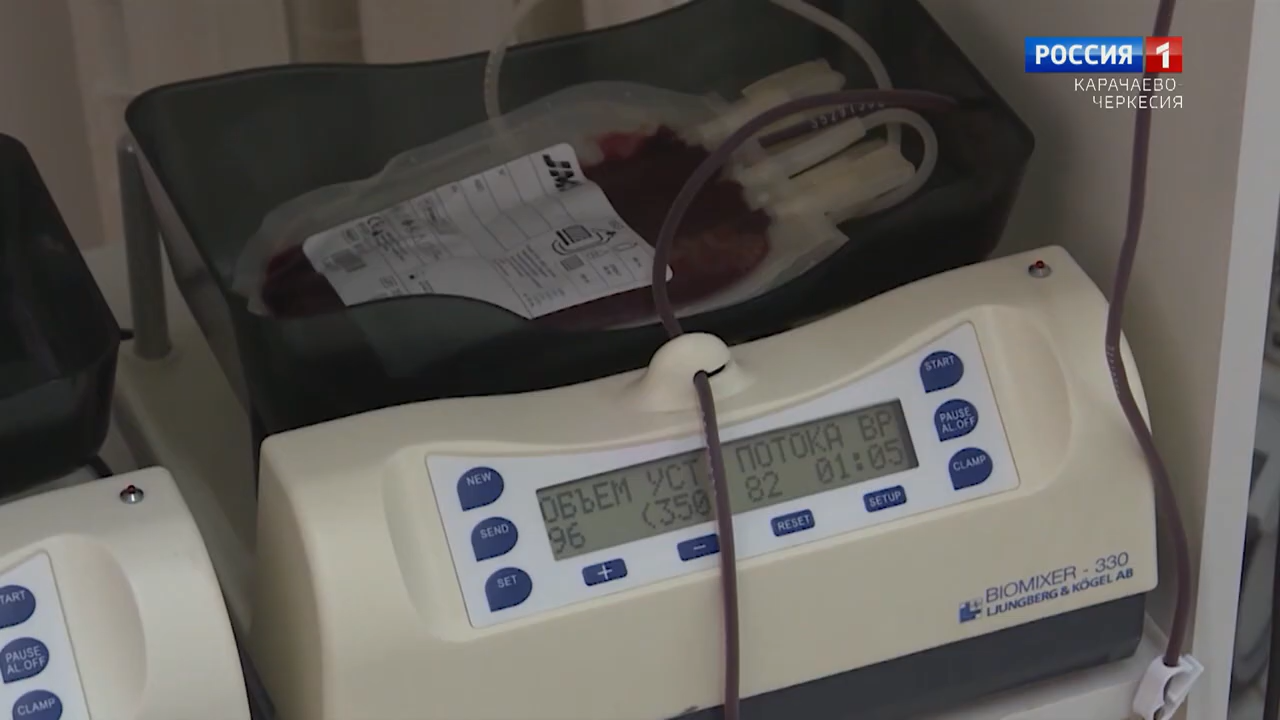 РОССИЯ 1
КАРАЧАЕВО-
ЧЕРКЕСИЯ
START
PAUSE
AL.OFF
CLAMP
NEW
SEND
SET
ОБЪЕМ УСТ ПОТОКА ВР
96 (350 82 01:05
+
-
RESET
SETUP
BIOMIXER - 330
LJUNGBERG & KÖGEL AB
TART
PAUSE
AL.OFF
CLAMP